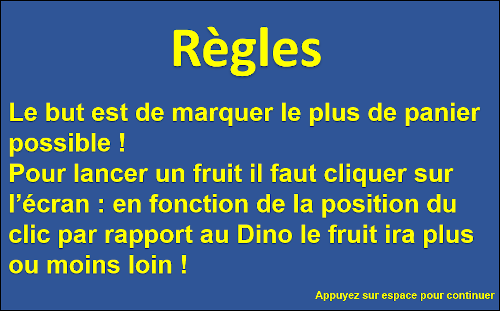 Règles
Le but est de marquer le plus de panier
possible !
Pour lancer un fruit il faut cliquer sur
l’écran : en fonction de la position du
clic par rapport au Dino le fruit ira plus
ou moins loin !
Appuyez sur espace pour continuer